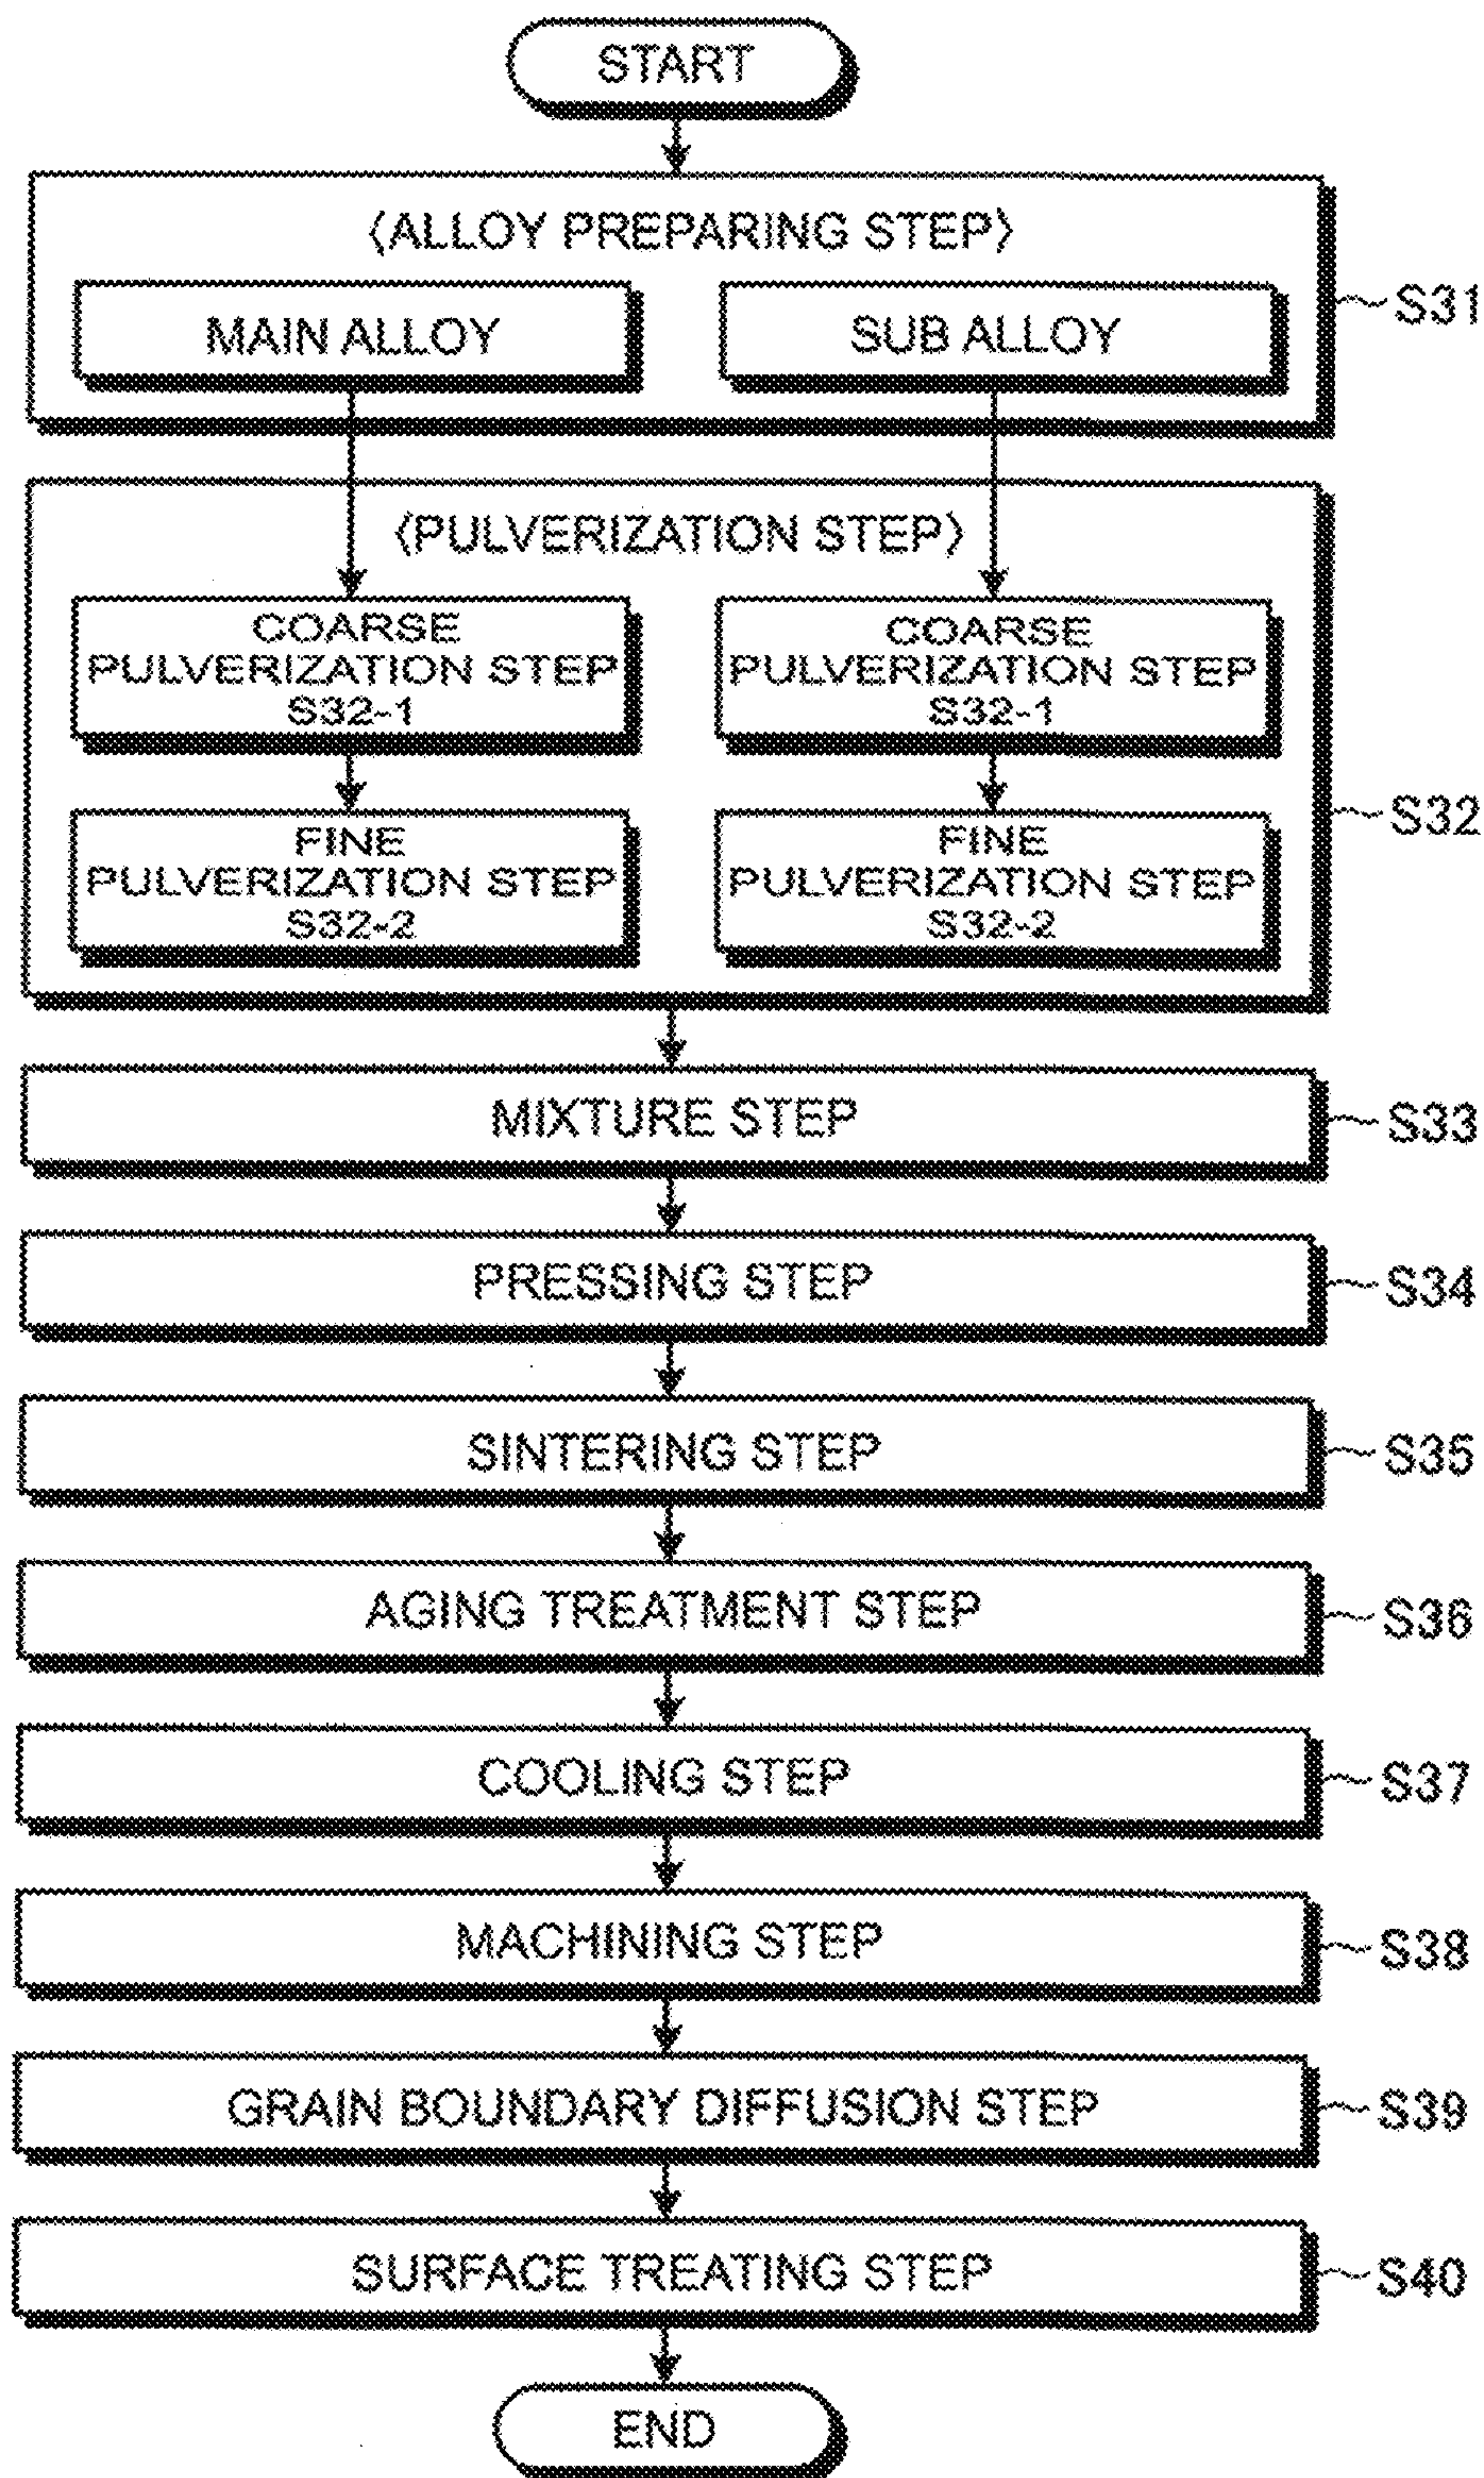 START
〈ALLOY PREPARING STEP〉
MAIN ALLOY
SUB ALLOY
S31
〈PULVERIZATION STEP〉
COARSE
PULVERIZATION STEP
S32-1
COARSE
PULVERIZATION STEP
S32-1
FINE
PULVERIZATION STEP
S32-2
FINE
PULVERIZATION STEP
S32-2
S32
MIXTURE STEP
S33
PRESSING STEP
S34
SINTERING STEP
S35
AGING TREATMENT STEP
S36
COOLING STEP
S37
MACHINING STEP
S38
GRAIN BOUNDARY DIFFUSION STEP
S39
SURFACE TREATING STEP
S40
END